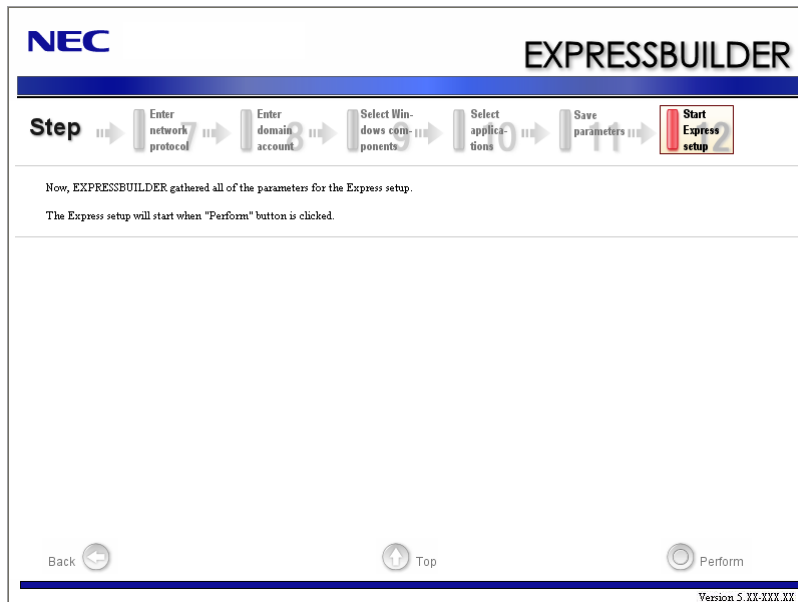 NEC
EXPRESSBUILDER
Step
Enter
network
protocol
7
Enter
domain
account
8
Select Win-
dows com-
ponents
9
Select
applica-
tions
10
Save
parameters
11
Start
Express
setup
12
Now, EXPRESSBUILDER gathered all of the parameters for the Express setup.
The Express setup will start when "Perform" button is clicked.
Back
Top
Perform
Version 5.XX-XXX.XX